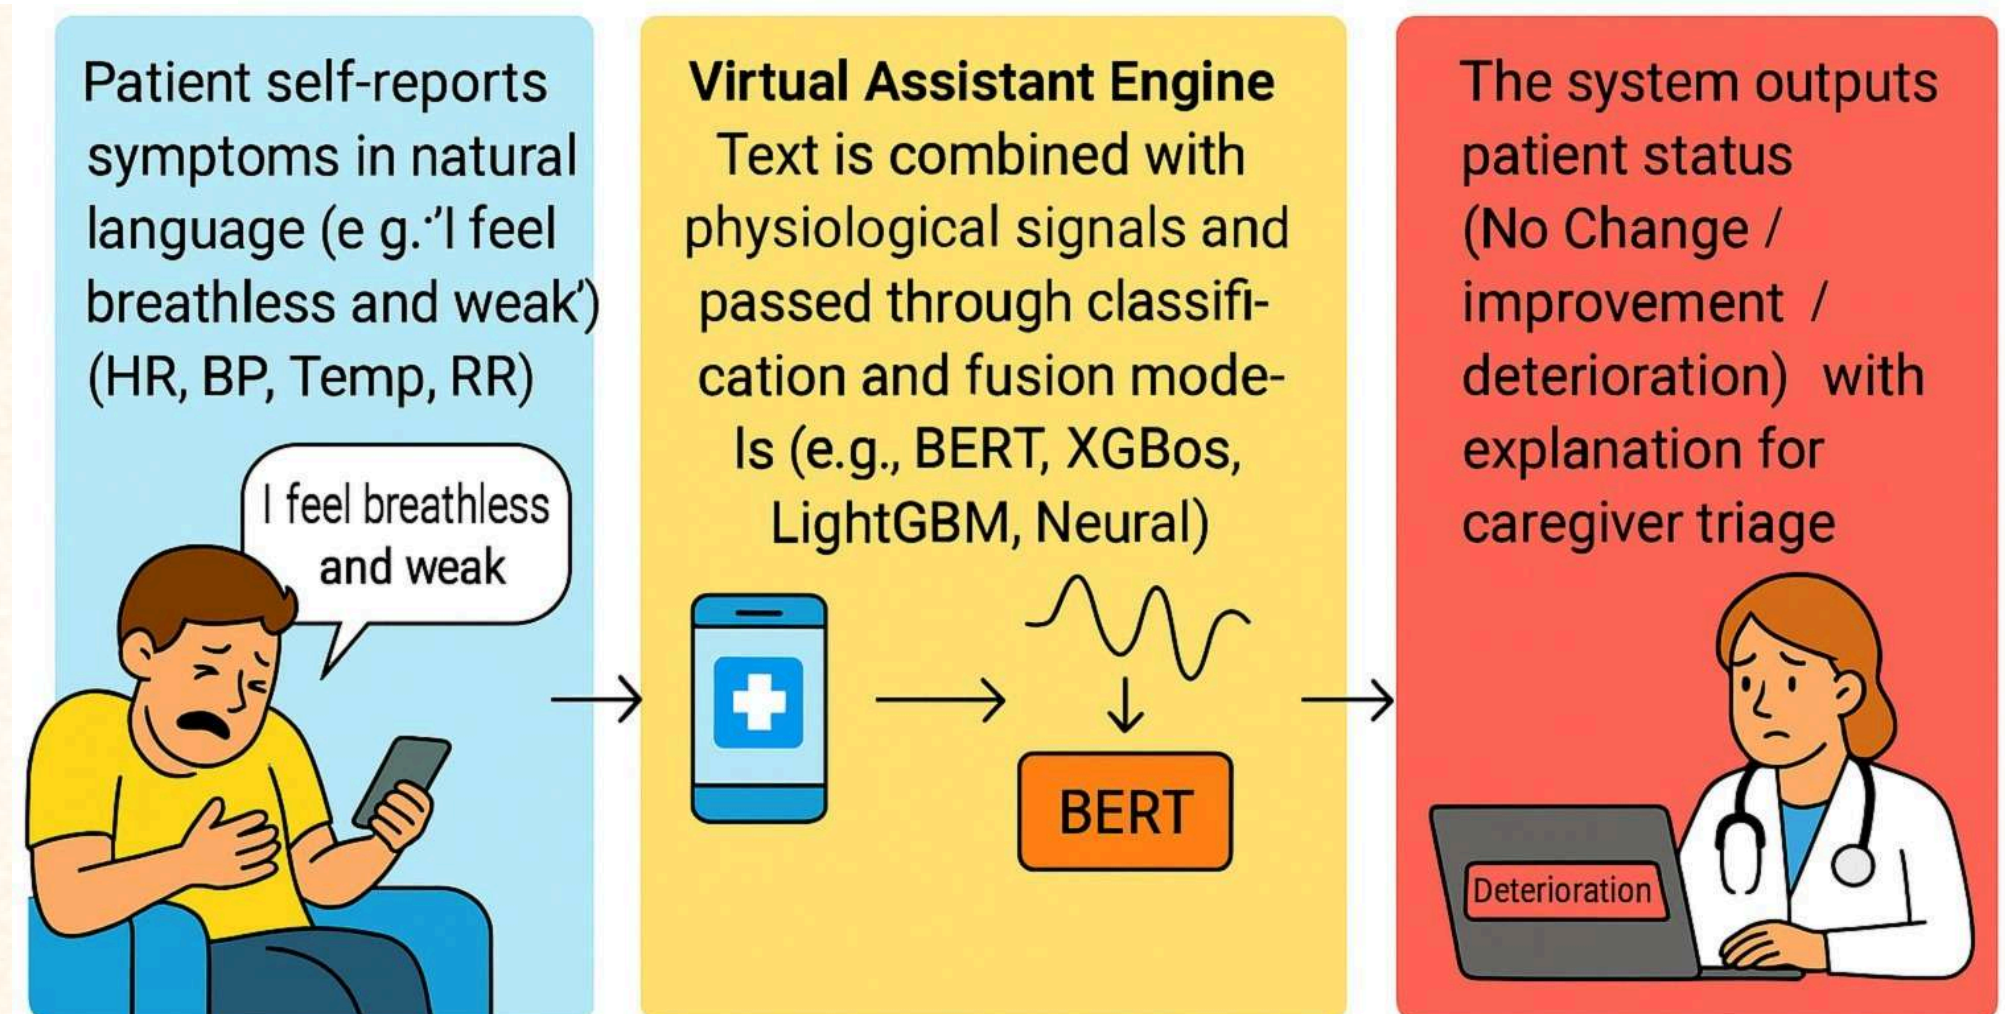 Patient self-reports
symptoms in natural
language (e g.·’'I feel
breathless and weak’)
(HR, BP, Temp, RR)
I feel breathless
and weak
Virtual Assistant Engine
Text is combined with
physiological signals and
passed through classifi-
cation and fusion mode-
ls (e.g., BERT, XGBos,
LightGBM, Neural)
BERT
The system outputs
patient status
(No Change /
improvement /
deterioration) with
explanation for
caregiver triage
Deterioration